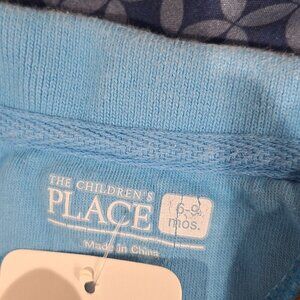 THE CHILDREN'S
PLACE
6-9
mos.
Made in China